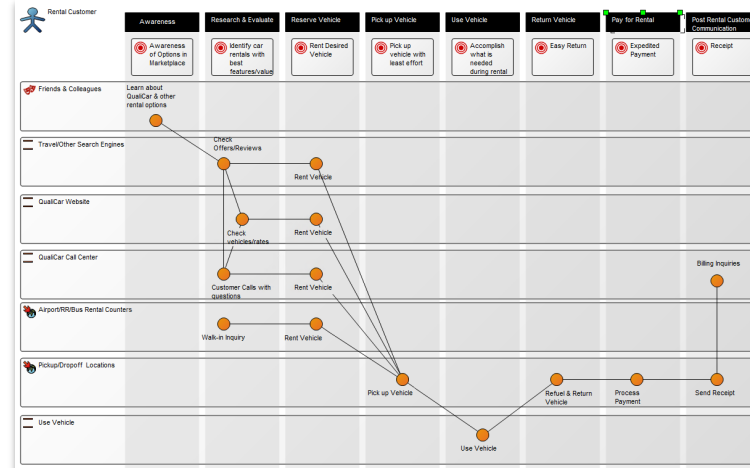 Rental Customer
Awareness
Research & Evaluate
Reserve Vehicle
Pick up Vehicle
Use Vehicle
Return Vehicle
Pay for Rental
Post Rental Custome
Communication
Awareness
of Options in
Marketplace
Identify car
rentals with
best
features/value
Rent Desired
Vehicle
Pick up
vehicle with
least effort
Accomplish
what is
needed
during rental
Easy Return
Expedited
Payment
Receipt
Friends & Colleagues
Learn about
QualiCar & other
rental options
Travel/Other Search Engines
Check
Offers/Reviews
Rent Vehicle
QualiCar Website
Check
vehicles/rates
Rent Vehicle
QualiCar Call Center
Customer Calls with
questions
Rent Vehicle
Billing Inquiries
Airport/RR/Bus Rental Counters
Walk-in Inquiry
Rent Vehicle
Pickup/Dropoff Locations
Pick up Vehicle
Refuel & Return
Vehicle
Process
Payment
Send Receipt
Use Vehicle
Use Vehicle